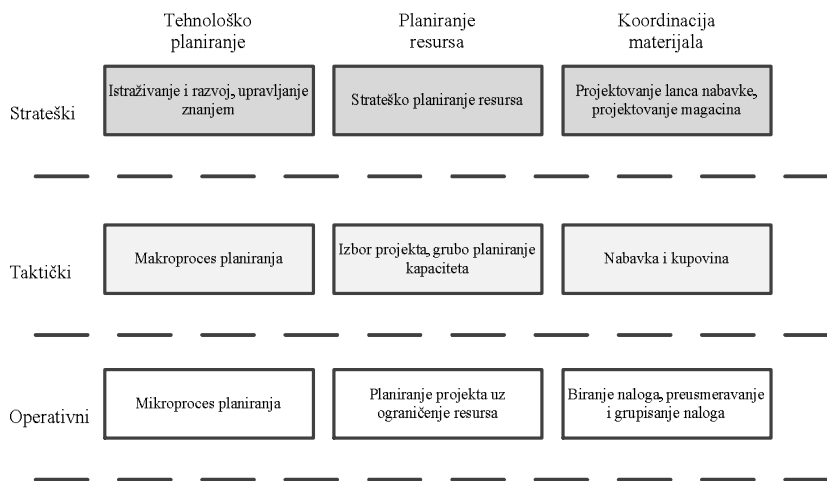 Tehnološko
planiranje
Planiranje
resursa
Koordinacija
materijala
Strateški
Istraživanje i razvoj, upravljanje
znanjem
Strateško planiranje resursa
Projektovanje lanca nabavke,
projektovanje magacina
Taktički
Makroproces planiranja
Izbor projekta, grubo planiranje
kapaciteta
Nabavka i kupovina
Operativni
Mikroproces planiranja
Planiranje projekta uz
ograničenje resursa
Biranje naloga, preusmeravanje
i grupisanje naloga